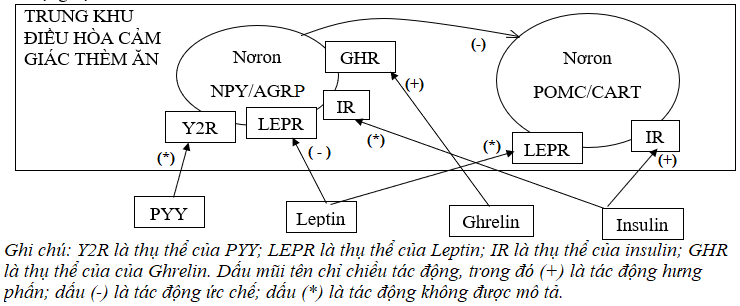 TRUNG KHU
ĐIỀU HÒA CẢM
GIÁC THÈM ĂN
Nơron
NPY/AGRP
GHR
(-)
Nơron
POMC/CART
(+)
IR
Y2R
LEPR
(*)
(*)
(-)
(*)
LEPR
IR
(+)
PYY
Leptin
Ghrelin
Insulin
Ghi chú: Y2R là thụ thể của PYY; LEPR là thụ thể của Leptin; IR là thụ thể của insulin; GHR
là thụ thể của của Ghrelin. Dấu mũi tên chỉ chiều tác động, trong đó (+) là tác động hưng
phấn; dấu (-) là tác động ức chế; dấu (*) là tác động không được mô tả.